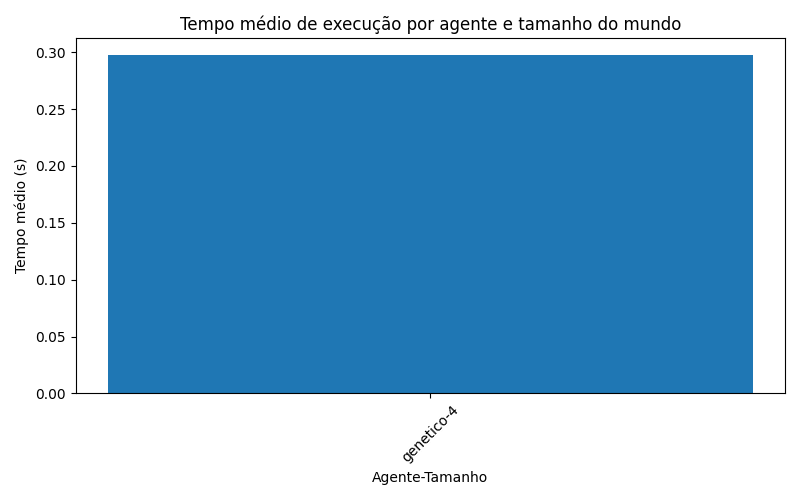 Tempo médio de execução por agente e tamanho do mundo
Tempo médio (s)
0.30
0.25
0.20
0.15
0.10
0.05
0.00
genetico-4
Agente-Tamanho